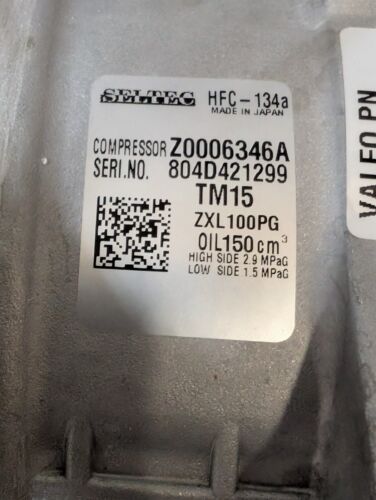 SELTEC HFC-134a
MADE IN JAPAN
COMPRESSOR Z0006346A
SERI.NO. 804D421299
TM15
ZXL100PG
OIL150cm³
HIGH SIDE 2.9 MPaG
LOW SIDE 1.5 MPaG
VALEO PN